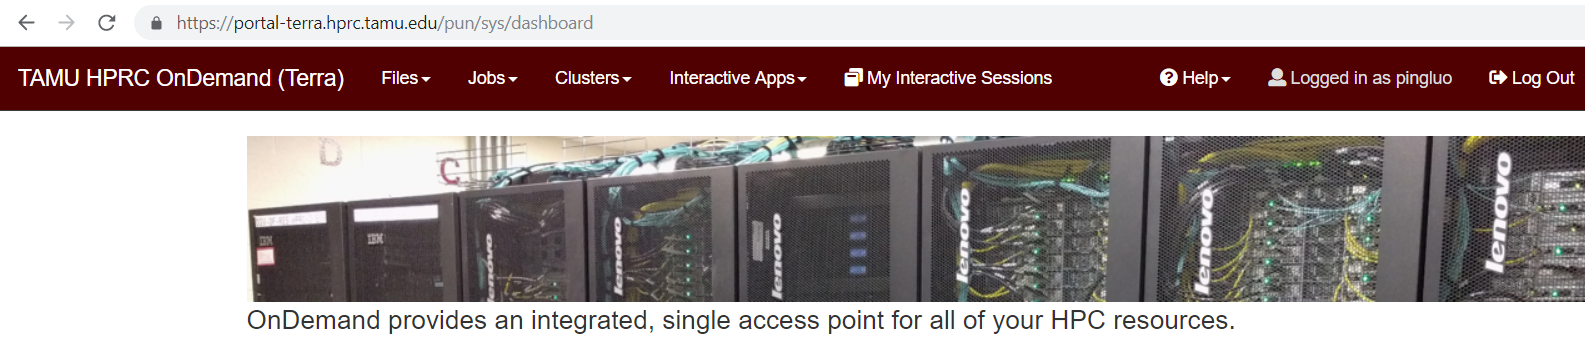 https://portal-terra.hprc.tamu.edu/pun/sys/dashboard
TAMU HPRC OnDemand (Terra) Files Jobs Clusters Interactive Apps My Interactive Sessions Help Logged in as pingluo Log Out
D
C
IBM
IBM
lenovo
lenovo
lenovo
lenovo
lenovo
lenovo
OnDemand provides an integrated, single access point for all of your HPC resources.